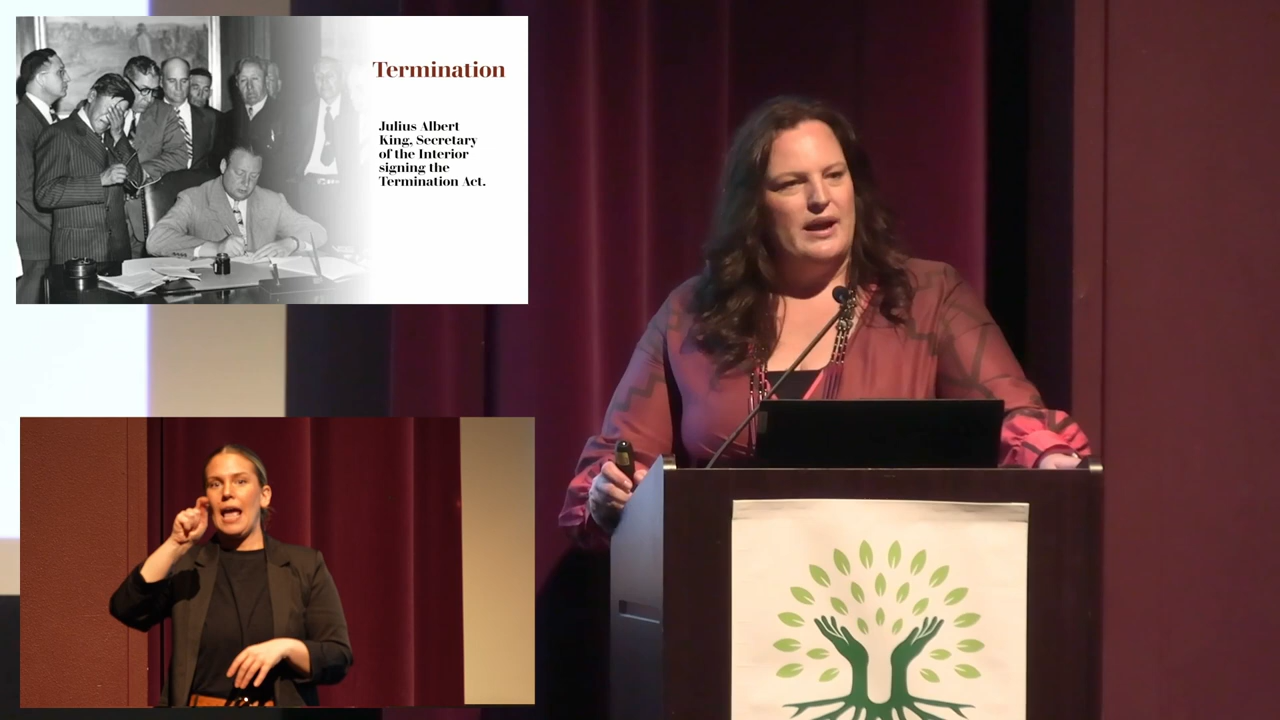 Termination
Julius Albert
King, Secretary
of the Interior
signing the
Termination Act.